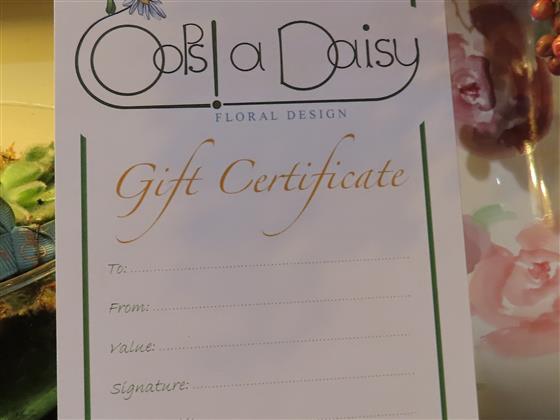 Oops! a Daisy
FLORAL DESIGN
Gift Certificate
To:
From:
Value:
Signature: